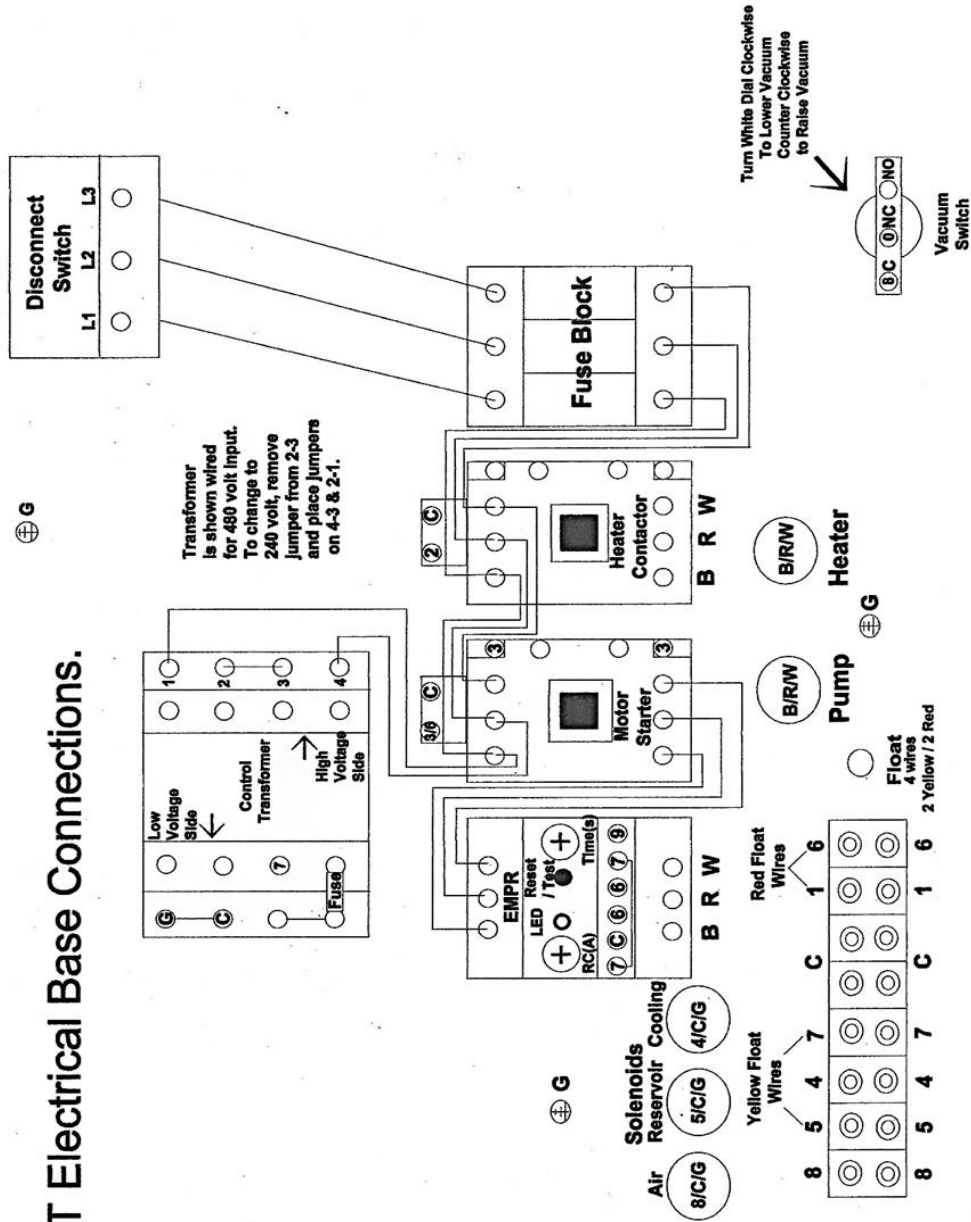 T Electrical Base Connections.
G
Disconnect
Switch
L1 L2 L3
Low
Voltage
Side
Control
Transformer
High
Voltage
Side
G
C
7
Fuse
1
2
3
4
Transformer
is shown wired
for 480 volt input.
To change to
240 volt, remove
jumper from 2-3
and place jumpers
on 4-3 & 2-1.
EMPR
LED Reset
/ Test
RC(A) Time(s)
7 C 6 6 7 9
B R W
3/6 C
3
Motor
Starter
3
2 C
Heater
Contactor
B R W
Fuse Block
G
Solenoids
Air Reservoir Cooling
8/C/G 5/C/G 4/C/G
B/R/W
Pump
G
B/R/W
Heater
Yellow Float
Wires
Red Float
Wires
8 5 4 7 C 1 6
8 5 4 7 C 1 6
Float
4 wires
2 Yellow / 2 Red
Turn White Dial Clockwise
To Lower Vacuum
Counter Clockwise
to Raise Vacuum
8 C 0 NC NO
Vacuum
Switch